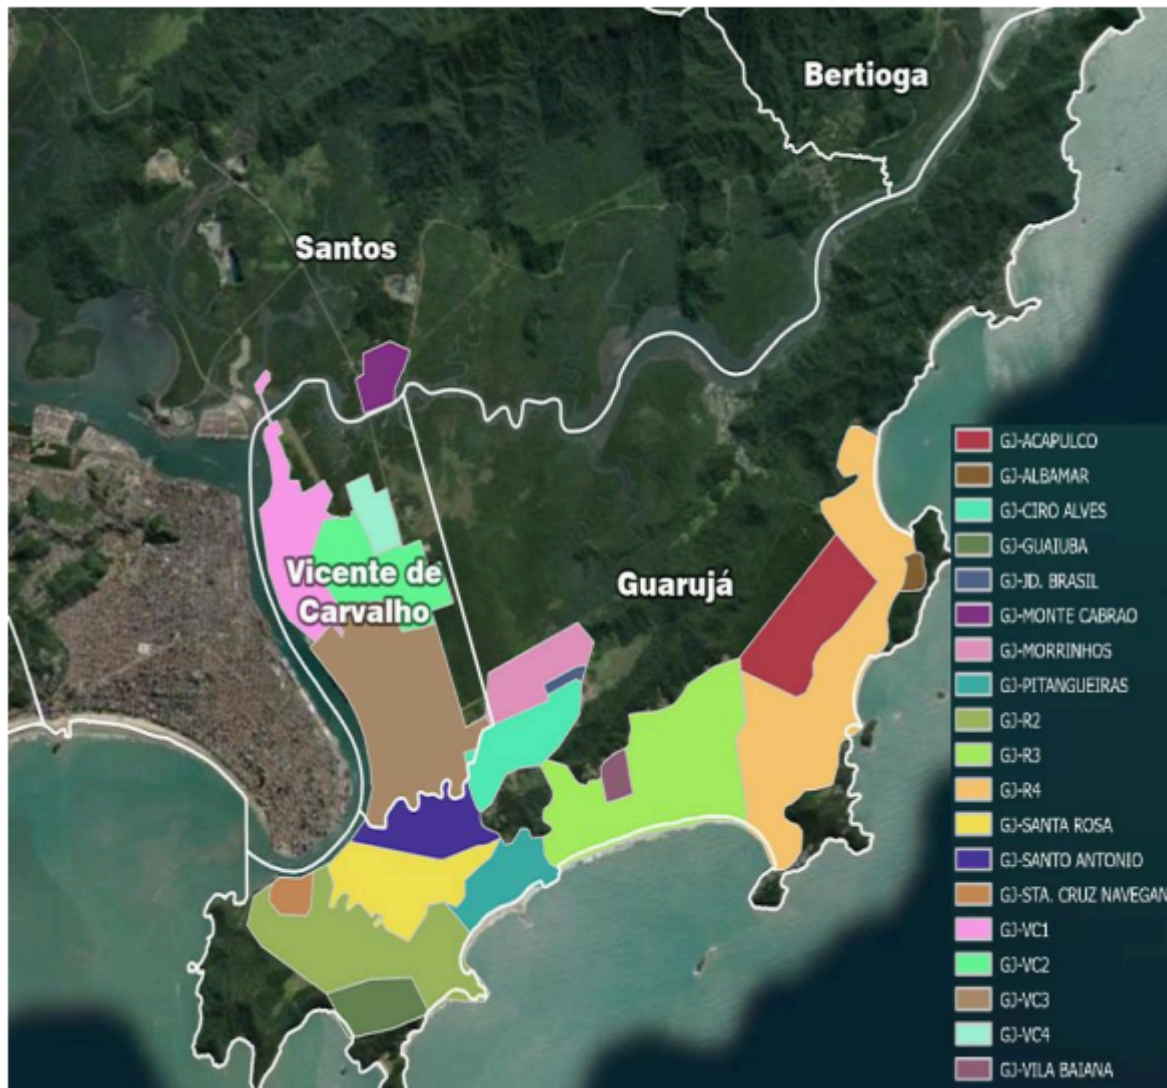 Bertioga
Santos
Vicente de
Carvalho
Guarujá
GJ-ACAPULCO
GJ-ALBAMAR
GJ-CIRO ALVES
GJ-GUAIUBA
GJ-JD. BRASIL
GJ-MONTE CABRAO
GJ-MORRINHOS
GJ-PITANGUEIRAS
GJ-R2
GJ-R3
GJ-R4
GJ-SANTA ROSA
GJ-SANTO ANTONIO
GJ-STA. CRUZ NAVEGAN
GJ-VC1
GJ-VC2
GJ-VC3
GJ-VC4
GJ-VILA BAIANA